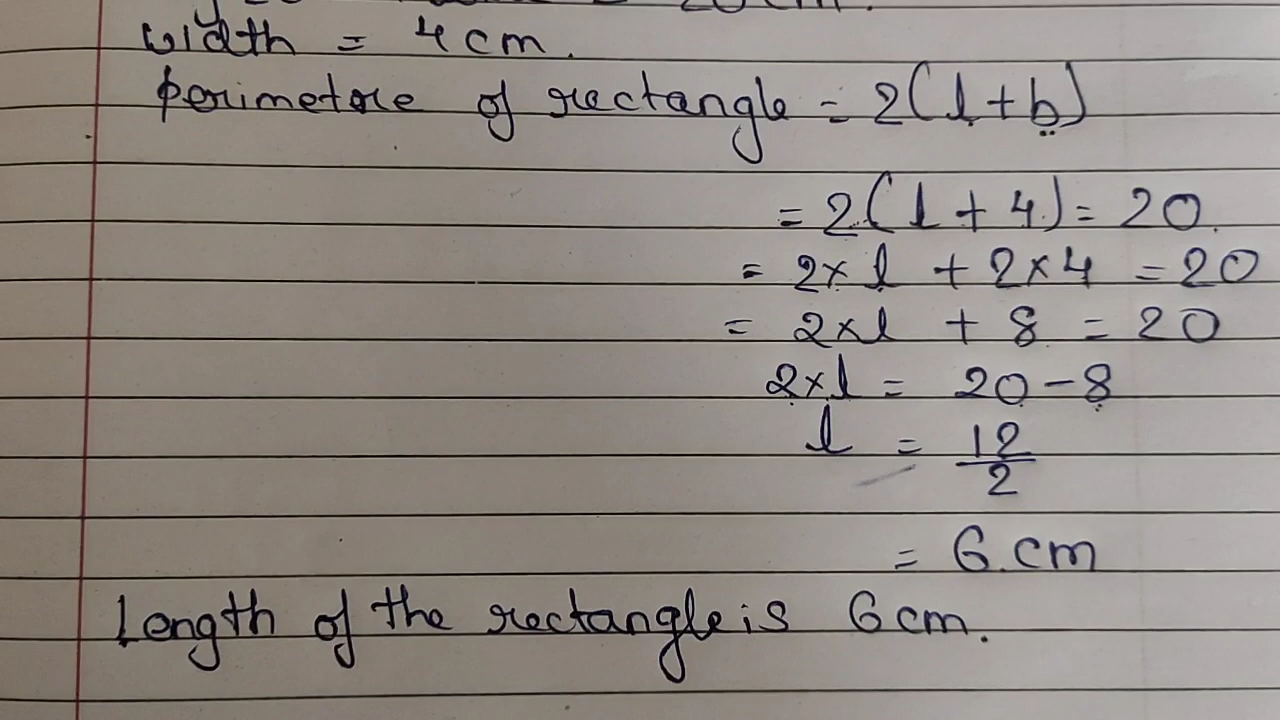 width = 4 cm.
Perimetore of rectangle = 2(l+b)
= 2(l + 4) = 20.
= 2×l + 2×4 = 20
= 2×l + 8 = 20
2×l = 20-8
l = 12/2
= 6 cm
Length of the rectangle is 6 cm.